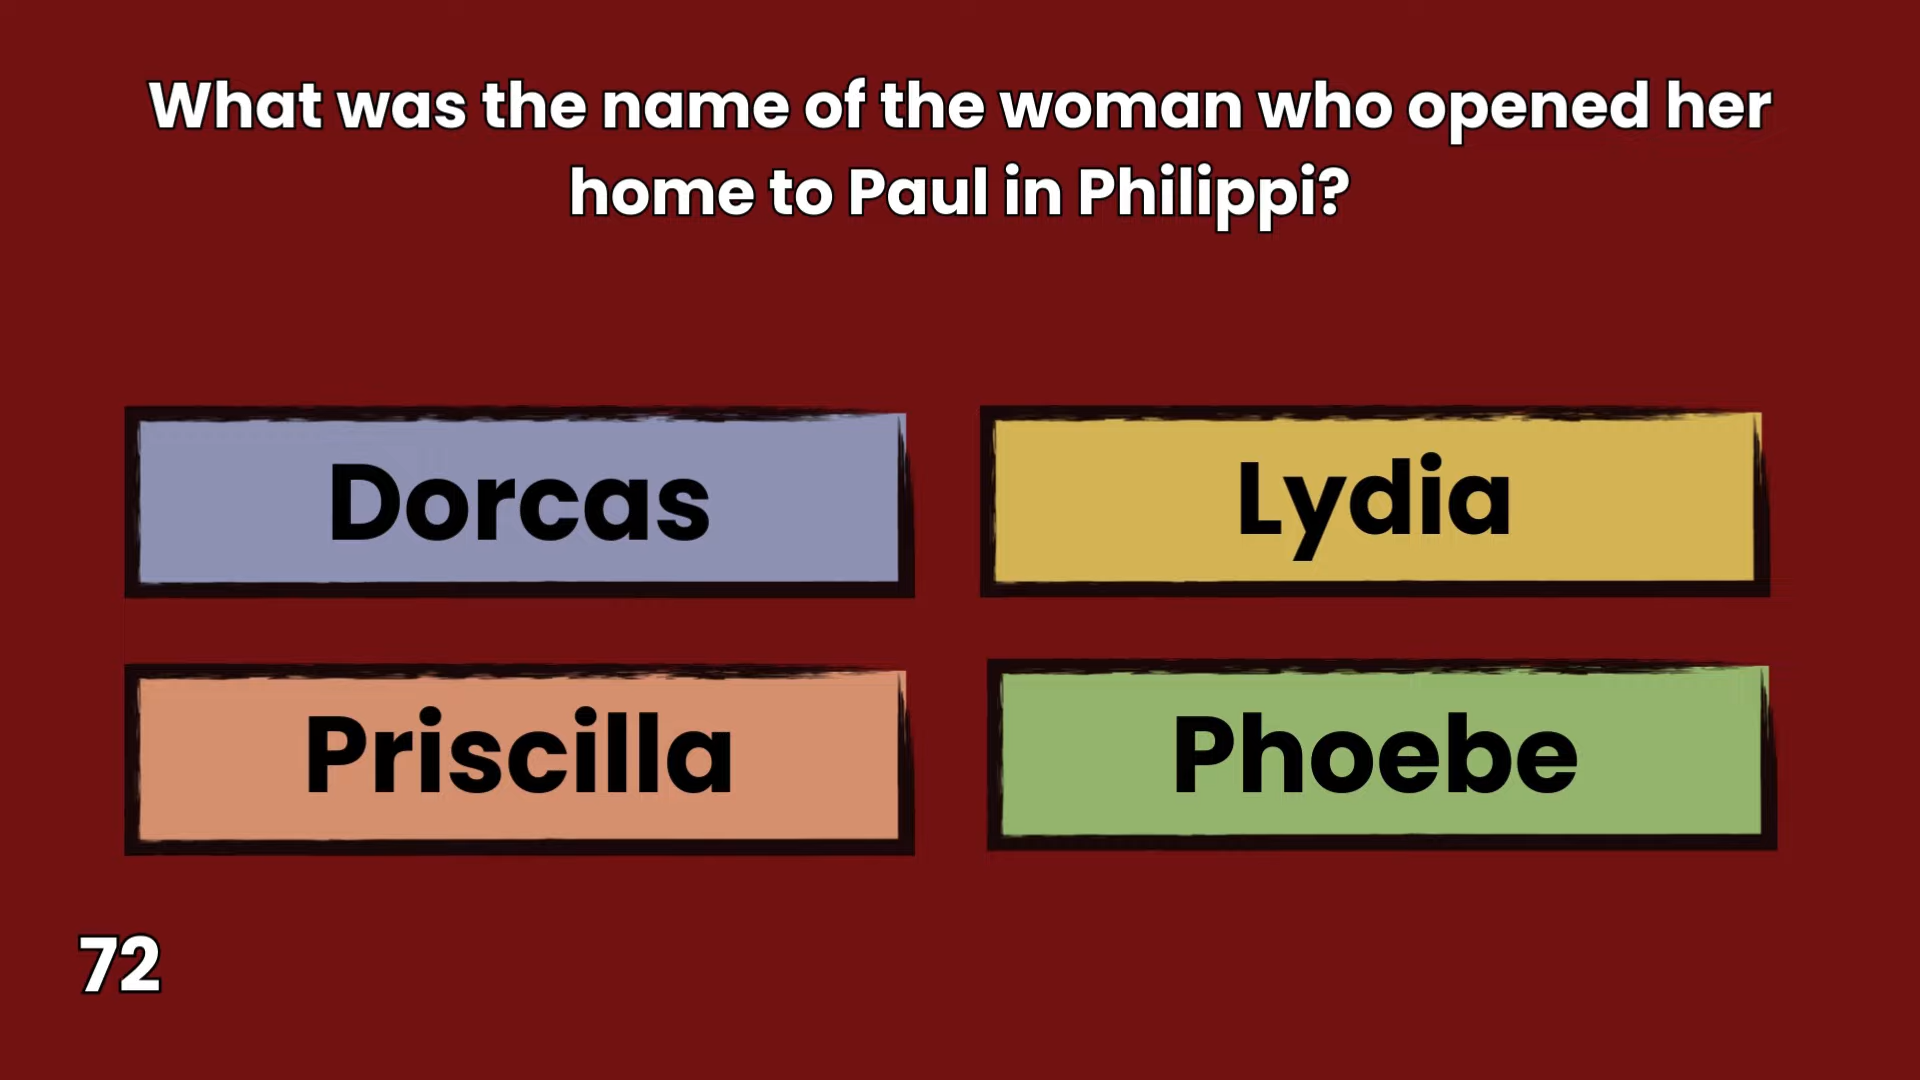 What was the name of the woman who opened her
home to Paul in Philippi?
Dorcas
Lydia
Priscilla
Phoebe
72